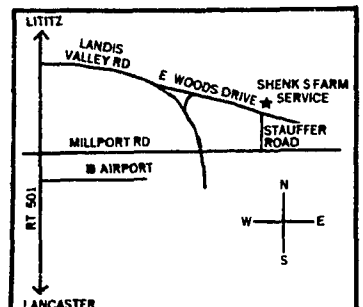 LITITZ
LANDIS
VALLEY RD
E WOODS DRIVE
SHENK S FARM
SERVICE
STAUFFER
ROAD
MILLPORT RD
AIRPORT
RT 501
N
W E
S
LANCASTER